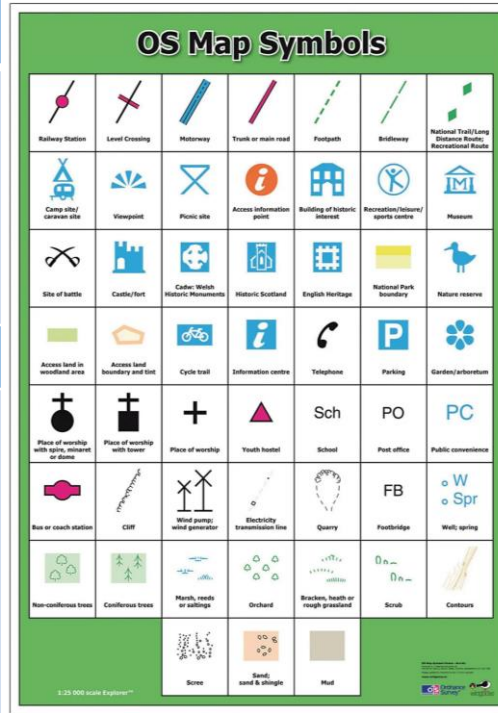 OS Map Symbols
Railway Station
Level Crossing
Motorway
Trunk or main road
Footpath
Bridleway
National Trail/Long
Distance Route;
Recreational Route
Camp site/
caravan site
Viewpoint
Picnic site
i
Access information
point
Building of historic
interest
Recreation/leisure/
sports centre
M
Museum
Site of battle
Castle/fort
Cadw: Welsh
Historic Monuments
Historic Scotland
English Heritage
National Park
boundary
Nature reserve
Access land in
woodland area
Access land
boundary and tint
Cycle trail
i
Information centre
Telephone
P
Parking
Garden/arboretum
Place of worship
with spire, minaret
or dome
Place of worship
with tower
Place of worship
Youth hostel
Sch
School
PO
Post office
PC
Public convenience
Bus or coach station
Cliff
Wind pump;
wind generator
Electricity
transmission line
Quarry
FB
Footbridge
W
Spr
Well; spring
Non-coniferous trees
Coniferous trees
Marsh, reeds
or saltings
Orchard
Bracken, heath or
rough grassland
Scrub
Contours
Scree
Sand;
sand & shingle
Mud
1:25 000 scale Explorer™
OS Ordnance
Survey